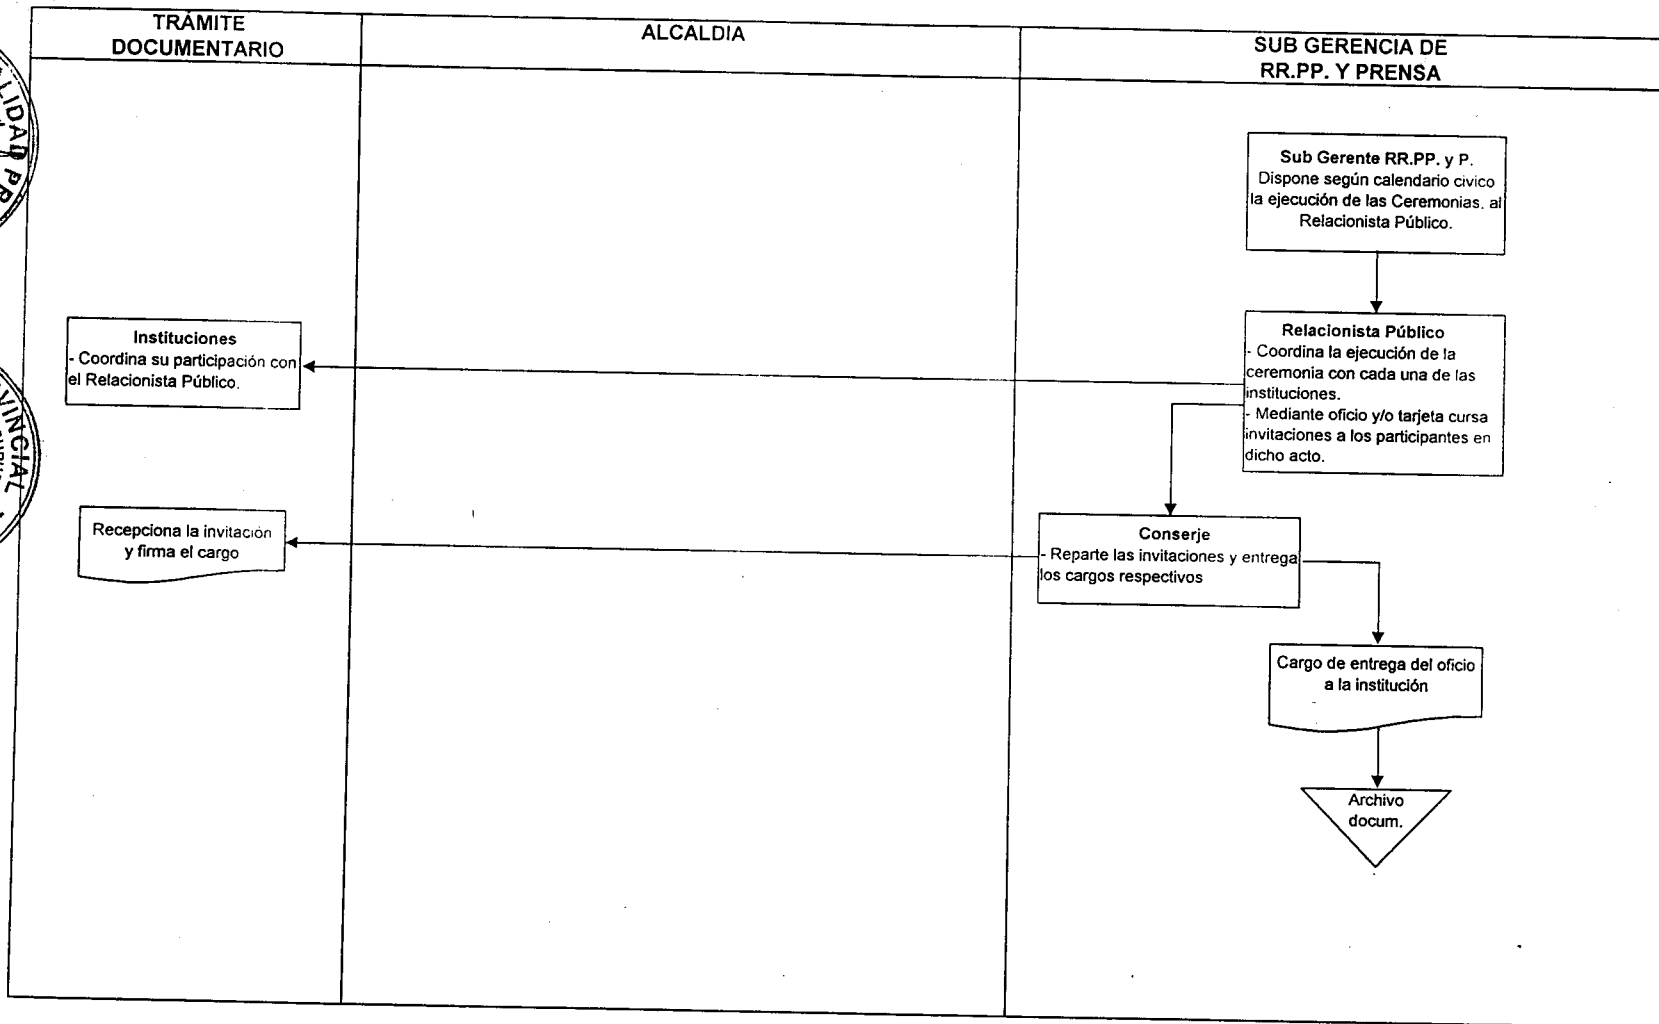 TRÁMITE
DOCUMENTARIO
ALCALDIA
SUB GERENCIA DE
RR.PP. Y PRENSA
Sub Gerente RR.PP. y P.
Dispone según calendario civico
la ejecución de las Ceremonias. al
Relacionista Público.
Instituciones
- Coordina su participación con
el Relacionista Público.
Relacionista Público
- Coordina la ejecución de la
ceremonia con cada una de las
instituciones.
- Mediante oficio y/o tarjeta cursa
invitaciones a los participantes en
dicho acto.
Recepciona la invitación
y firma el cargo
Conserje
- Reparte las invitaciones y entrega
los cargos respectivos
Cargo de entrega del oficio
a la institución
Archivo
docum.
ALIDAD PR
VINCIAL